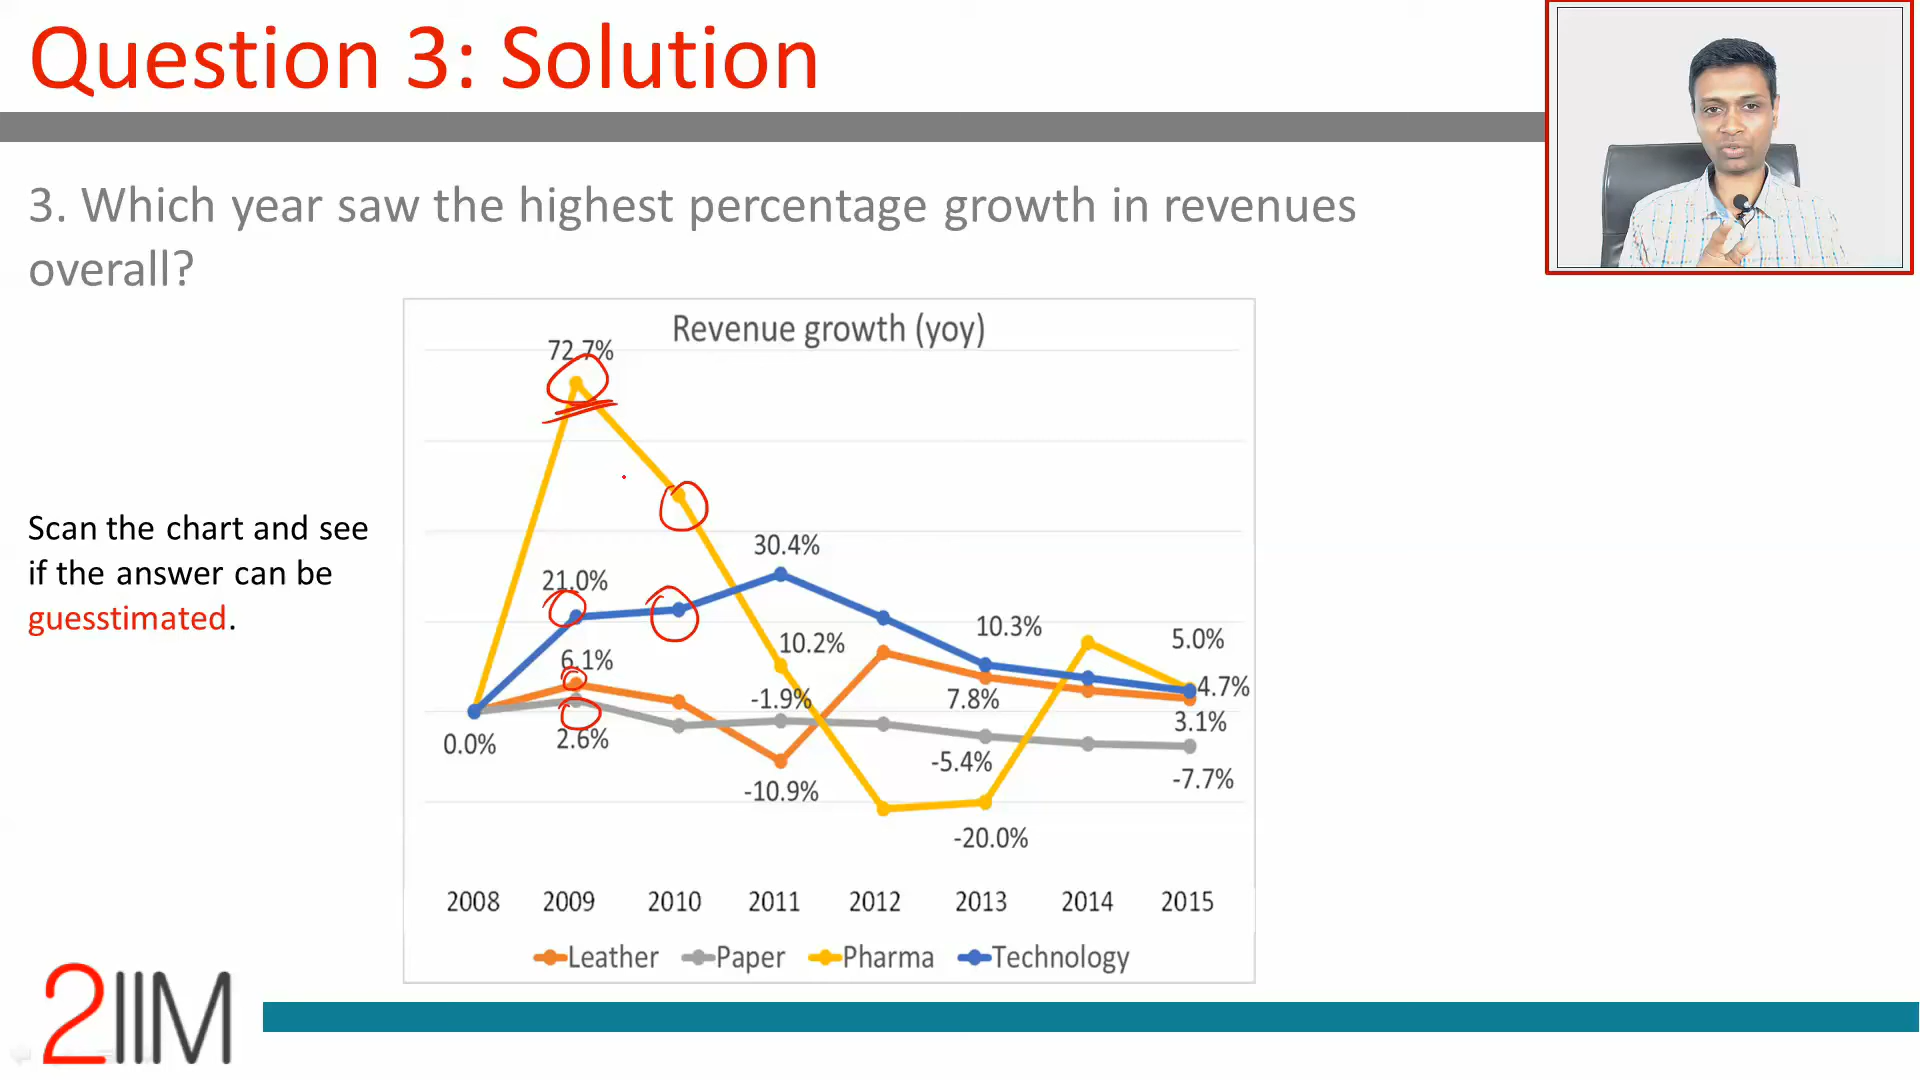 Question 3: Solution
3. Which year saw the highest percentage growth in revenues
overall?
Revenue growth (yoy)
72.7%
Scan the chart and see
if the answer can be
guesstimated.
30.4%
21.0%
10.3%
10.2%
5.0%
6.1%
4.7%
-1.9%
7.8%
3.1%
0.0%
2.6%
-5.4%
-7.7%
-10.9%
-20.0%
2008 2009 2010 2011 2012 2013 2014 2015
Leather Paper Pharma Technology
2IIM